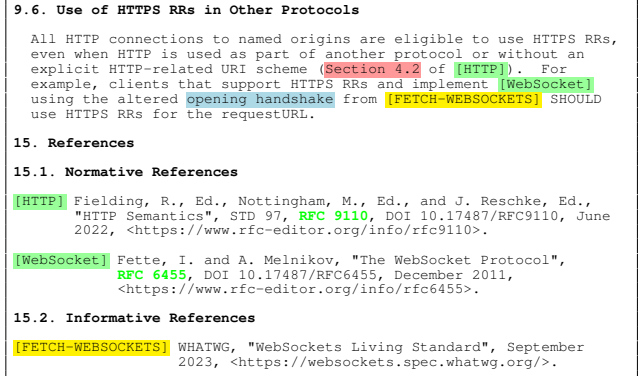 9.6. Use of HTTPS RRs in Other Protocols
All HTTP connections to named origins are eligible to use HTTPS RRs,
even when HTTP is used as part of another protocol or without an
explicit HTTP-related URI scheme (Section 4.2 of [HTTP]). For
example, clients that support HTTPS RRs and implement [WebSocket]
using the altered opening handshake from [FETCH-WEBSOCKETS] SHOULD
use HTTPS RRs for the requestURL.
15. References
15.1. Normative References
[HTTP] Fielding, R., Ed., Nottingham, M., Ed., and J. Reschke, Ed.,
"HTTP Semantics", STD 97, RFC 9110, DOI 10.17487/RFC9110, June
2022, <https://www.rfc-editor.org/info/rfc9110>.
[WebSocket] Fette, I. and A. Melnikov, "The WebSocket Protocol",
RFC 6455, DOI 10.17487/RFC6455, December 2011,
<https://www.rfc-editor.org/info/rfc6455>.
15.2. Informative References
[FETCH-WEBSOCKETS] WHATWG, "WebSockets Living Standard", September
2023, <https://websockets.spec.whatwg.org/>.